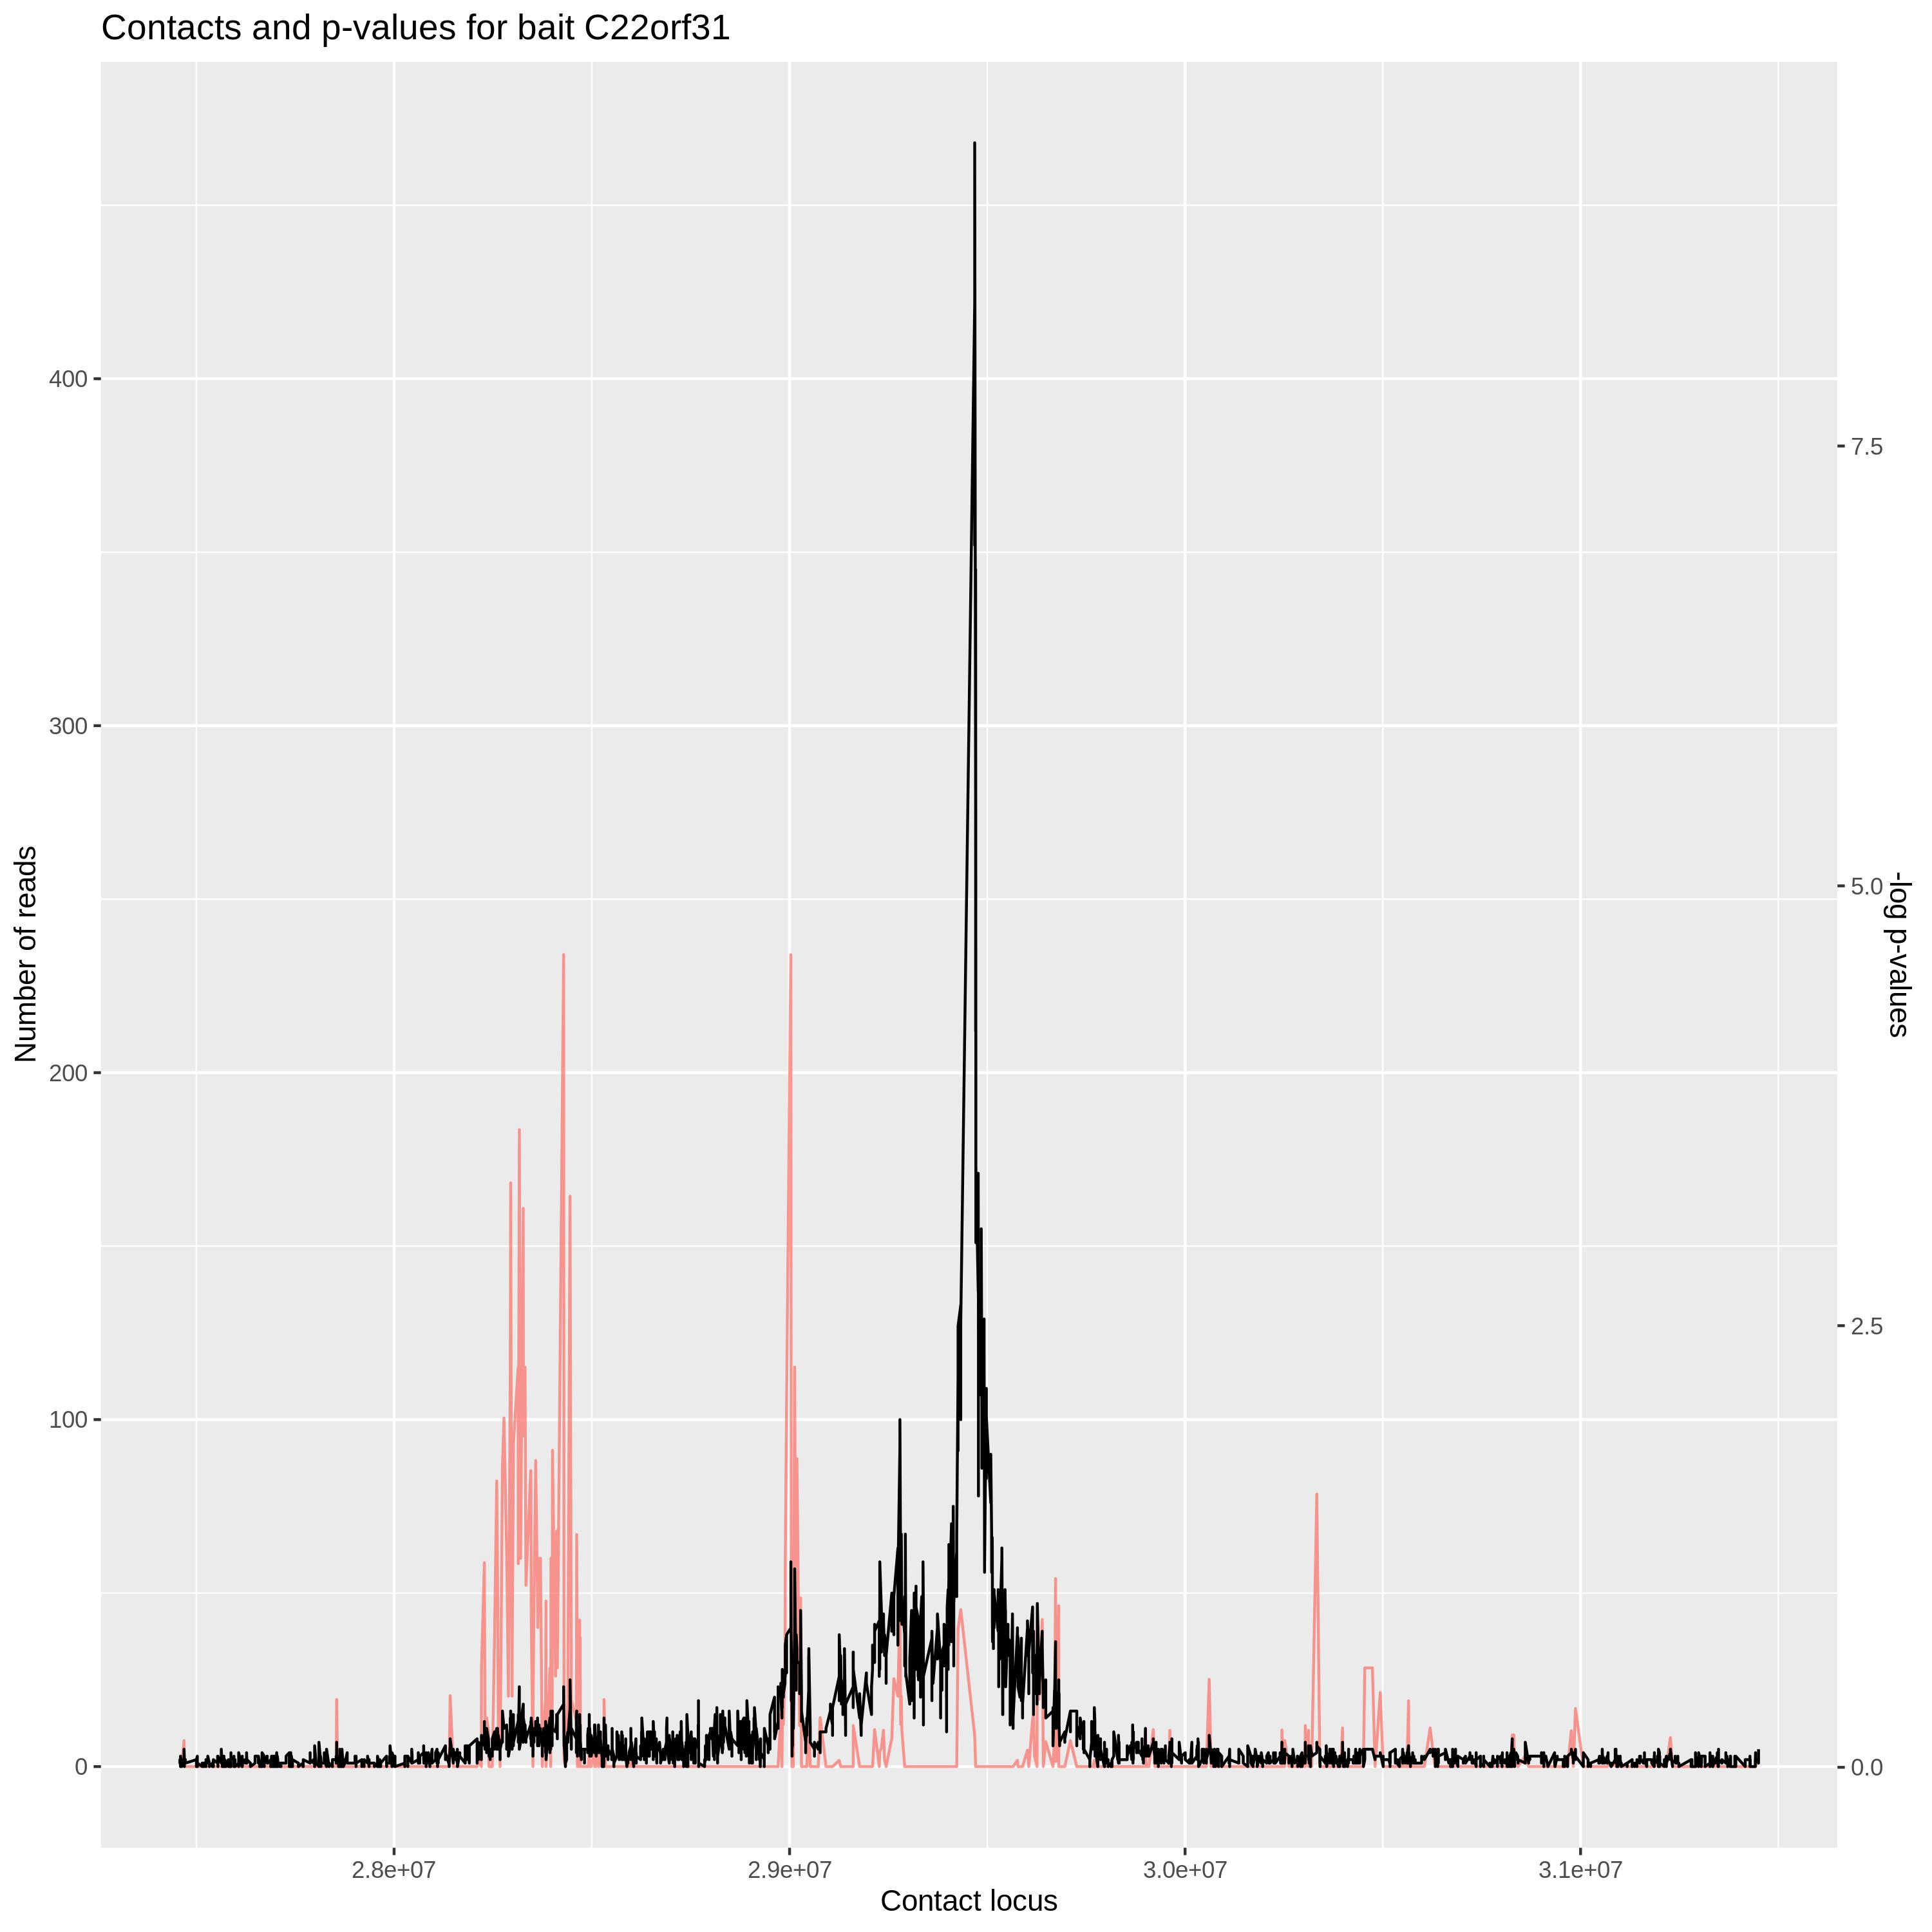 Contacts and p-values for bait C22orf31
400
300
200
100
0
Number of reads
7.5
5.0
2.5
0.0
-log p-values
2.8e+07
2.9e+07
3.0e+07
3.1e+07
Contact locus